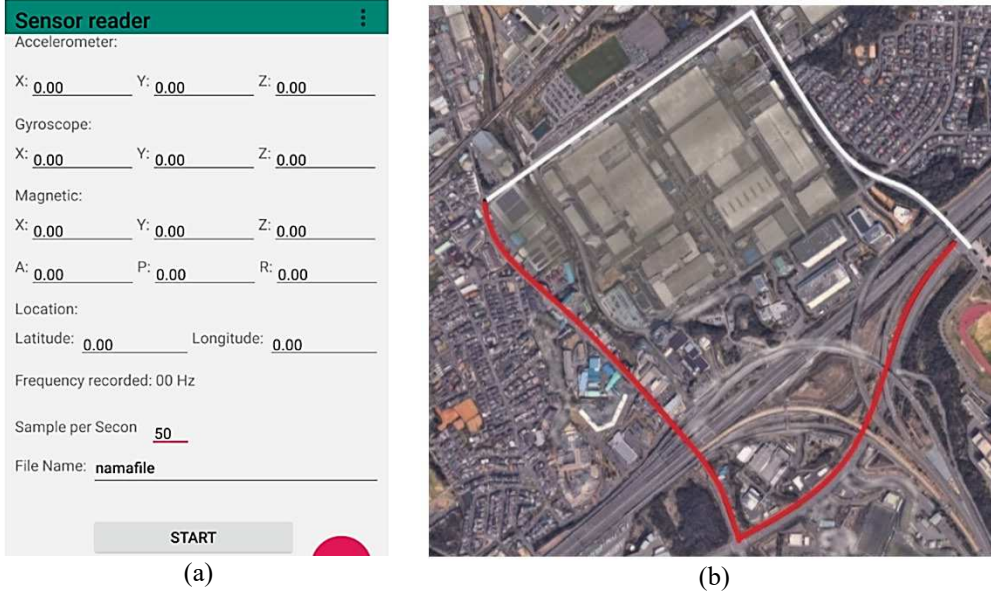 Sensor reader
Accelerometer:
X: 0.00 Y: 0.00 Z: 0.00
Gyroscope:
X: 0.00 Y: 0.00 Z: 0.00
Magnetic:
X: 0.00 Y: 0.00 Z: 0.00
A: 0.00 P: 0.00 R: 0.00
Location:
Latitude: 0.00 Longitude: 0.00
Frequency recorded: 00 Hz
Sample per Secon 50
File Name: namafile
START
(a)
(b)